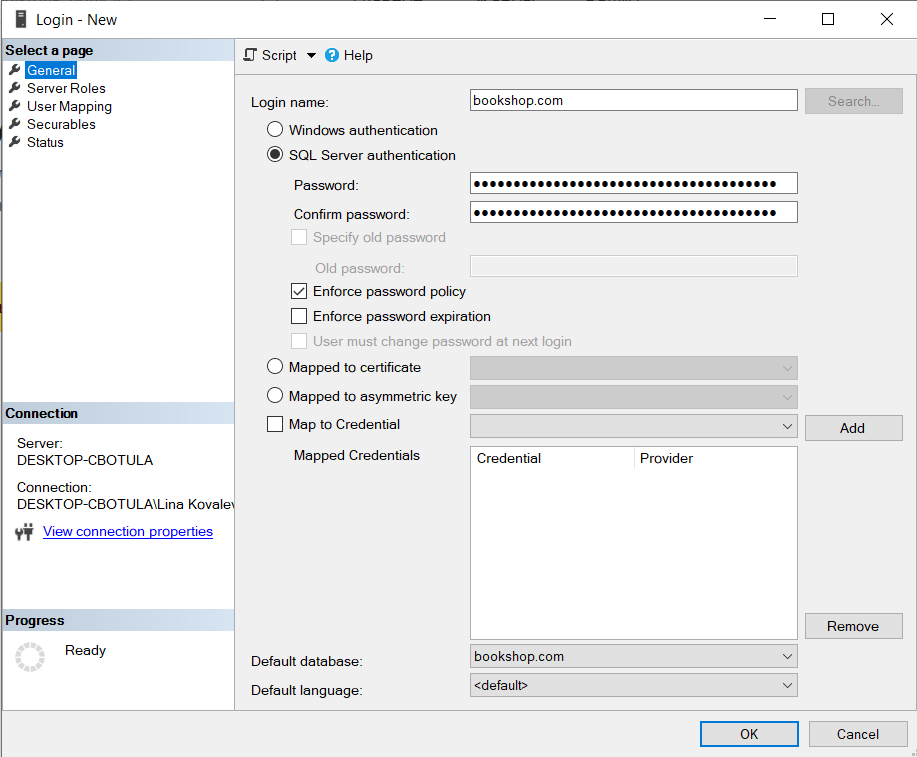 Login - New
Select a page
General
Server Roles
User Mapping
Securables
Status
Script
Help
Login name:
bookshop.com
Search...
Windows authentication
SQL Server authentication
Password:
●●●●●●●●●●●●●●●●●●●●●●●●●●●●●●●●●●●●●●●
Confirm password:
●●●●●●●●●●●●●●●●●●●●●●●●●●●●●●●●●●●●●●●
Specify old password
Old password:
Enforce password policy
Enforce password expiration
User must change password at next login
Mapped to certificate
Mapped to asymmetric key
Map to Credential
Add
Mapped Credentials
Credential Provider
Remove
Default database:
bookshop.com
Default language:
<default>
Connection
Server:
DESKTOP-CBOTULA
Connection:
DESKTOP-CBOTULA\Lina Kovalev
View connection properties
Progress
Ready
OK
Cancel